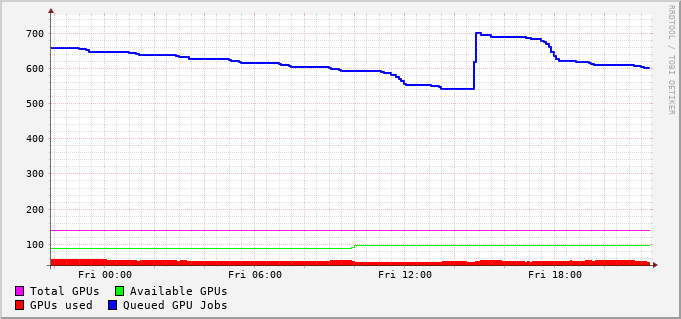 700
600
500
400
300
200
100
Fri 00:00 Fri 06:00 Fri 12:00 Fri 18:00
Total GPUs Available GPUs
GPUs used Queued GPU Jobs
RRDTOOL / TOBI OETIKER